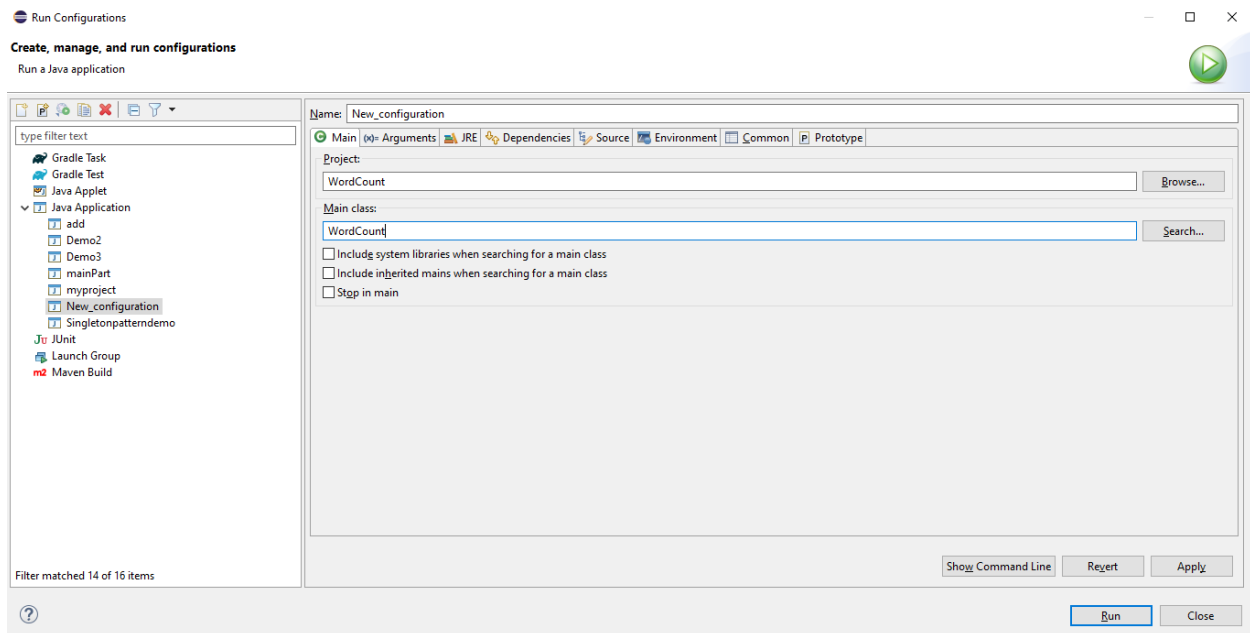 Run Configurations
Create, manage, and run configurations
Run a Java application
type filter text
Gradle Task
Gradle Test
Java Applet
Java Application
add
Demo2
Demo3
mainPart
myproject
New_configuration
Singletonpatterndemo
JUnit
Launch Group
m2 Maven Build
Filter matched 14 of 16 items
Name: New_configuration
Main (x)= Arguments JRE Dependencies Source Environment Common P Prototype
Project:
WordCount Browse...
Main class:
WordCount Search...
Include system libraries when searching for a main class
Include inherited mains when searching for a main class
Stop in main
Show Command Line Revert Apply
Run Close